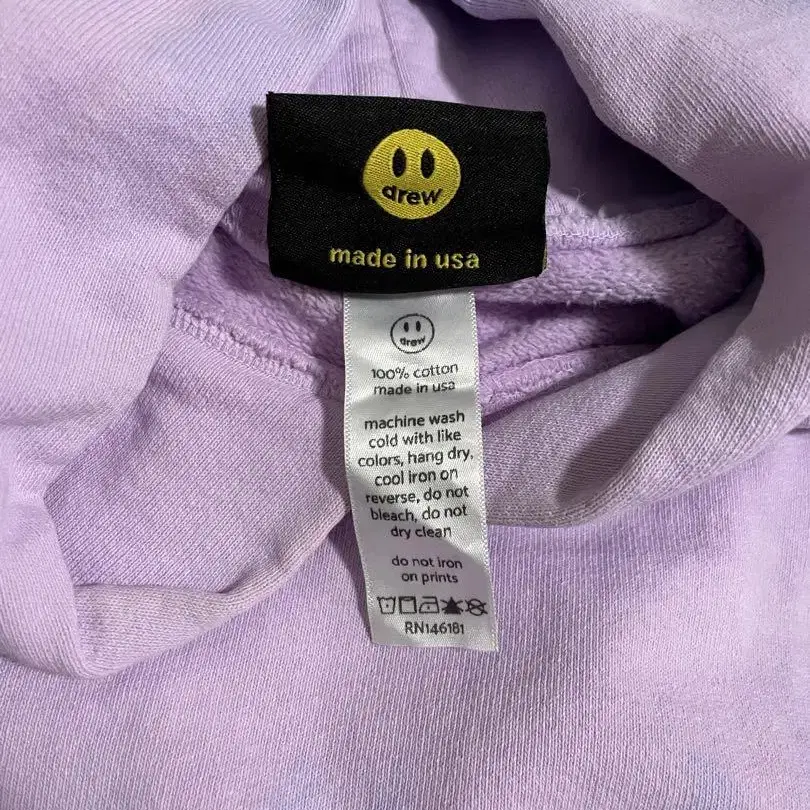 drew
made in usa
drew
100% cotton
made in usa
machine wash
cold with like
colors, hang dry,
cool iron on
reverse, do not
bleach, do not
dry clean
do not iron
on prints
RN146181